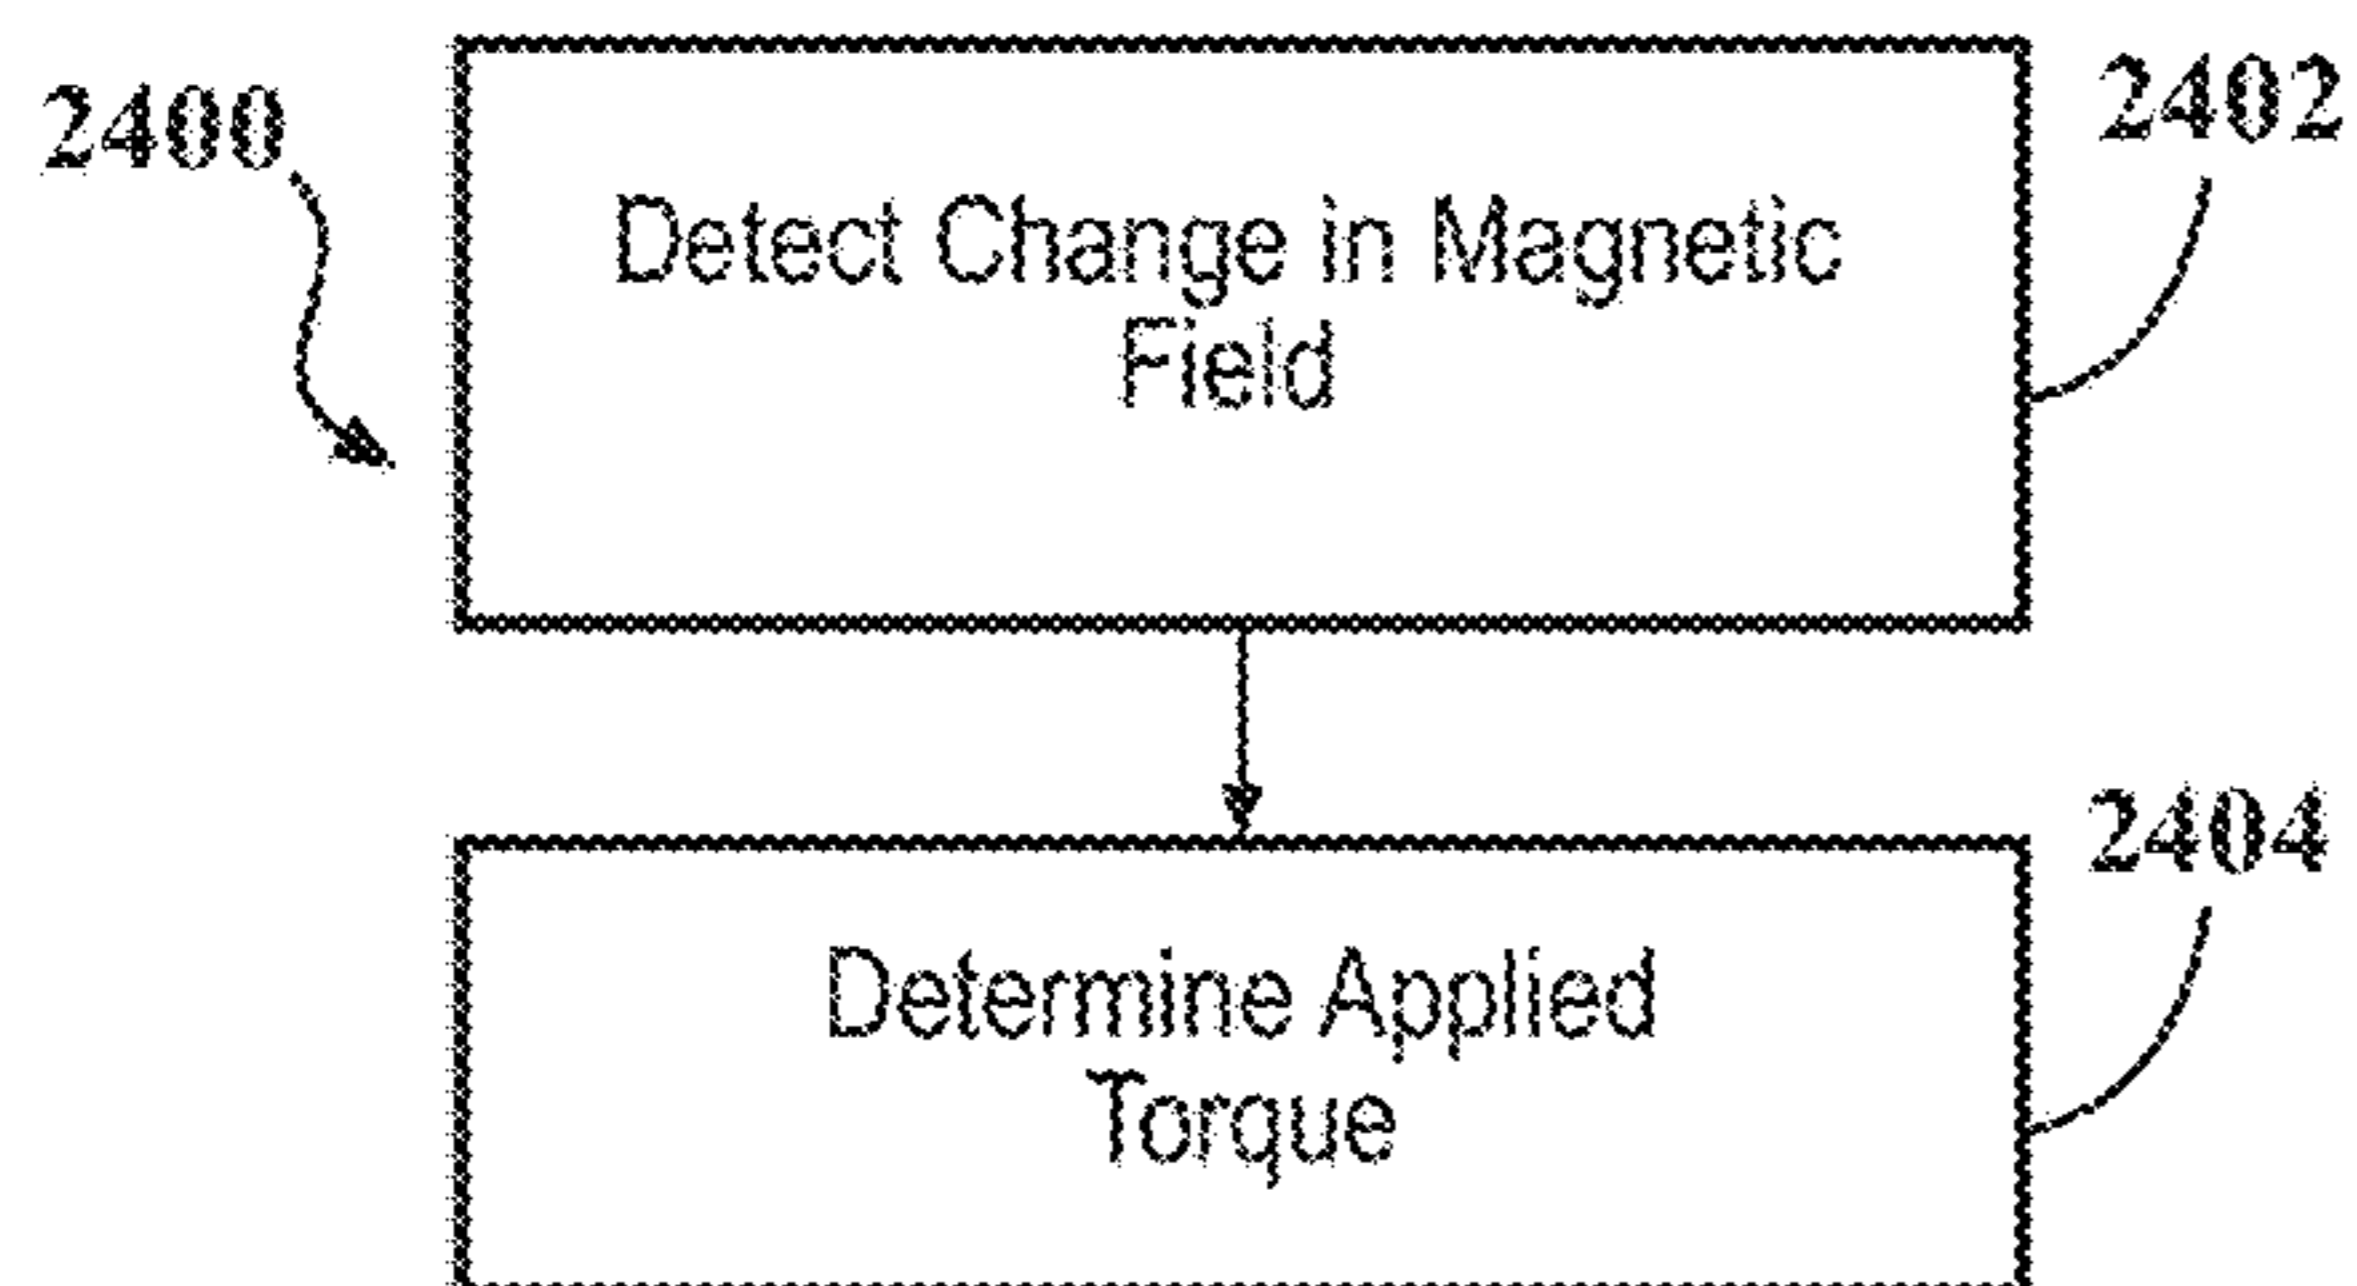 2400
2402
Detect Change in Magnetic
Field
2404
Determine Applied
Torque